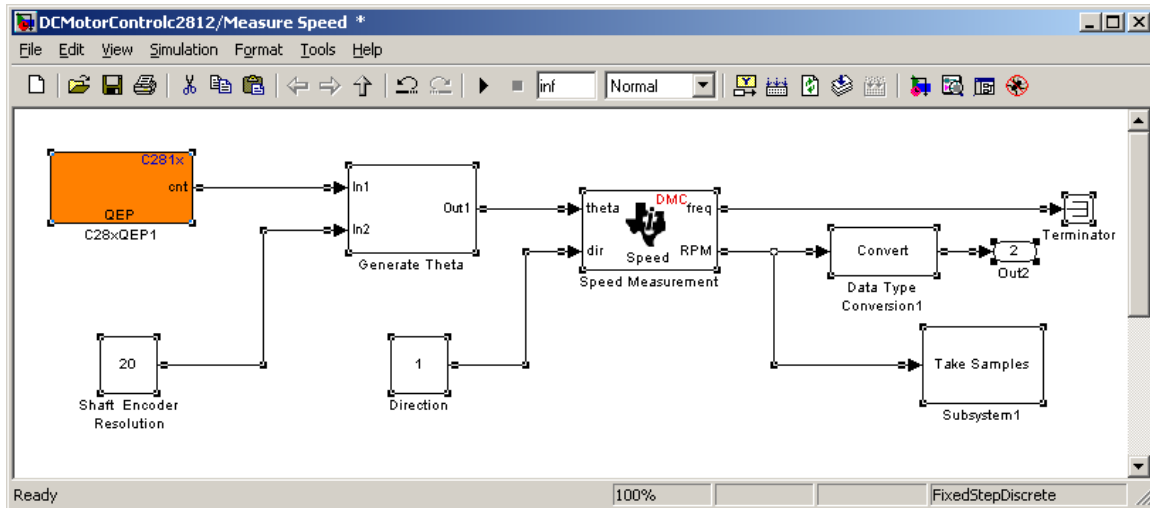 DCMotorControlc2812/Measure Speed *
File Edit View Simulation Format Tools Help
inf Normal
C281x
cnt
QEP
C28xQEP1
In1
In2
Out1
Generate Theta
theta
dir
DMC
freq
RPM
Speed
Speed Measurement
Terminator
Convert
Data Type
Conversion1
2
Out2
20
Shaft Encoder
Resolution
1
Direction
Take Samples
Subsystem1
Ready 100% FixedStepDiscrete